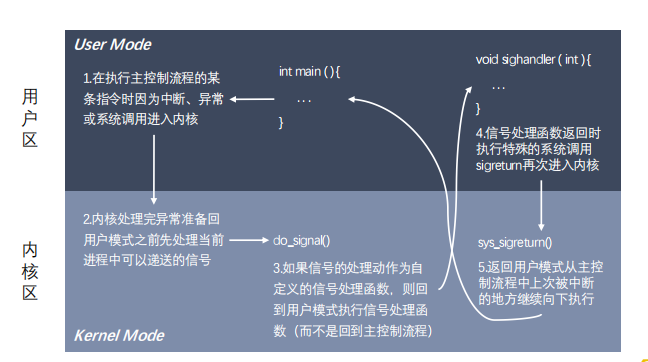 User Mode
用
户
区
1.在执行主控制流程的某
条指令时因为中断、异常
或系统调用进入内核
int main ( ) {
...
}
void sighandler ( int ) {
...
}
4.信号处理函数返回时
执行特殊的系统调用
sigreturn再次进入内核
内
核
区
2.内核处理完异常准备回
用户模式之前先处理当前
进程中可以递送的信号
do_signal()
3.如果信号的处理动作为自
定义的信号处理函数，则回
到用户模式执行信号处理函
数（而不是回到主控制流程）
sys_sigreturn()
5.返回用户模式从主控
制流程中上次被中断
的地方继续向下执行
Kernel Mode